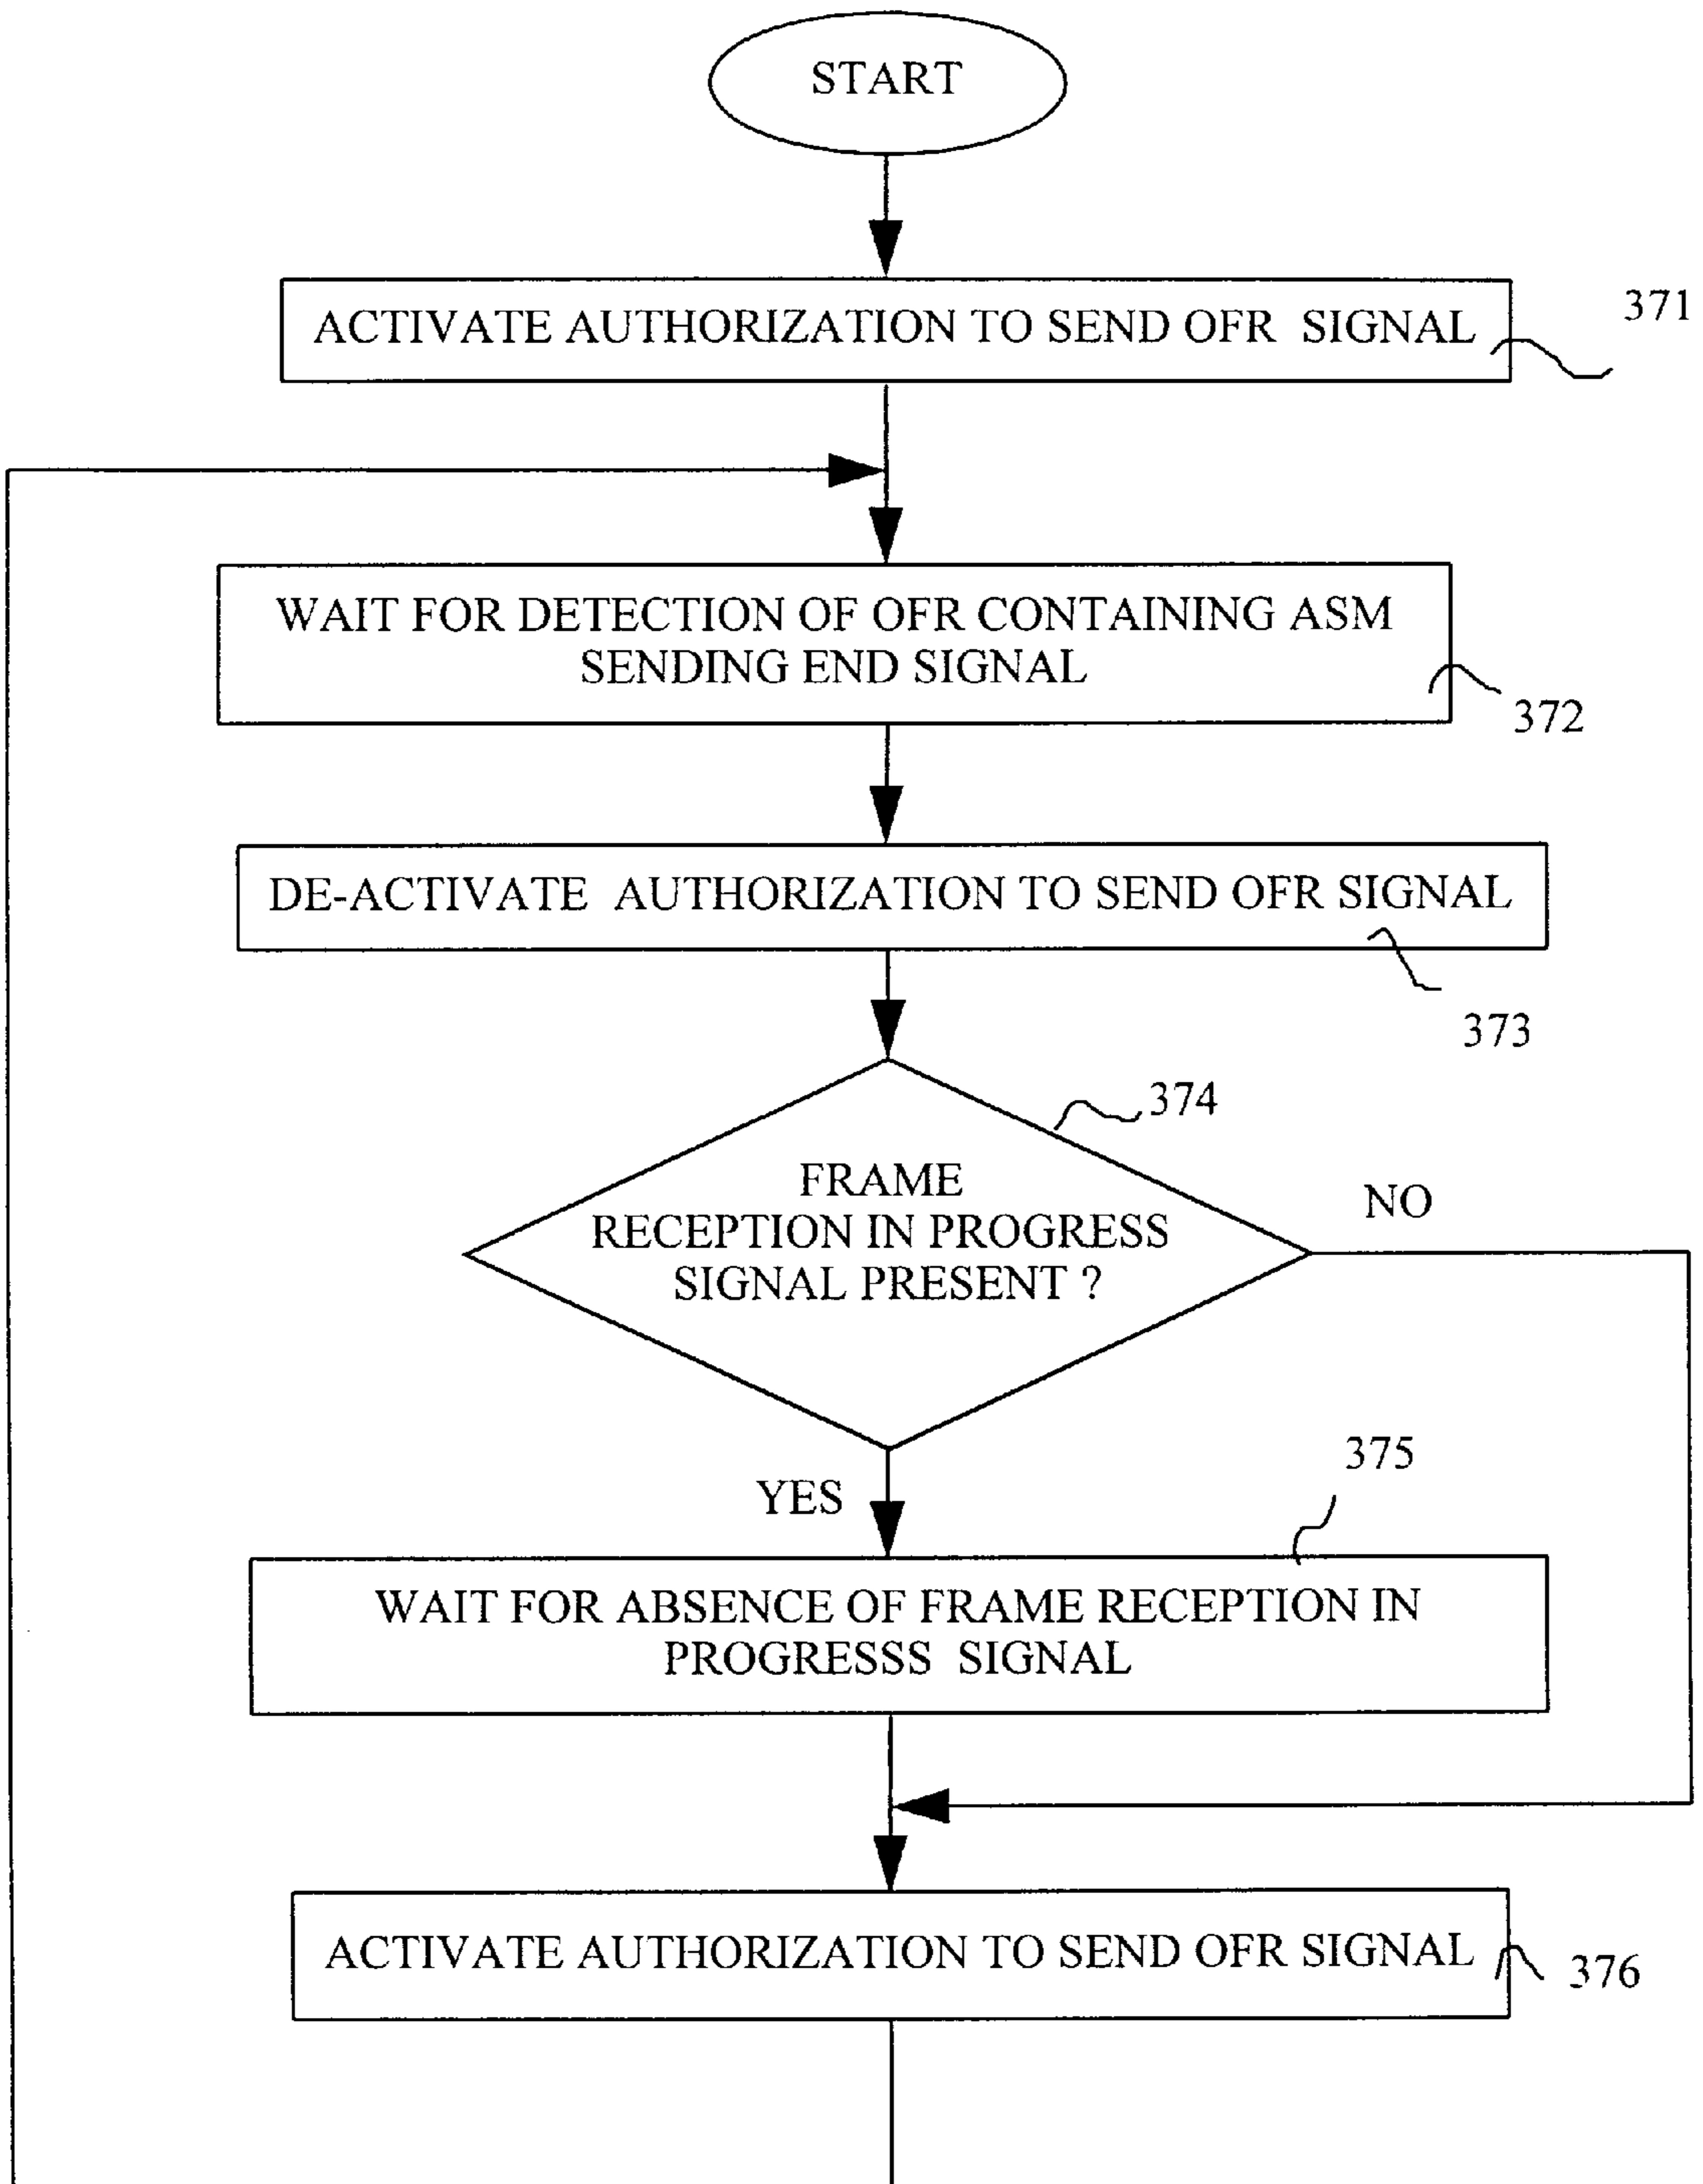 START
ACTIVATE AUTHORIZATION TO SEND OFR SIGNAL
371
WAIT FOR DETECTION OF OFR CONTAINING ASM
SENDING END SIGNAL
372
DE-ACTIVATE AUTHORIZATION TO SEND OFR SIGNAL
373
374
FRAME
RECEPTION IN PROGRESS
SIGNAL PRESENT ?
NO
YES
375
WAIT FOR ABSENCE OF FRAME RECEPTION IN
PROGRESSS SIGNAL
ACTIVATE AUTHORIZATION TO SEND OFR SIGNAL
376